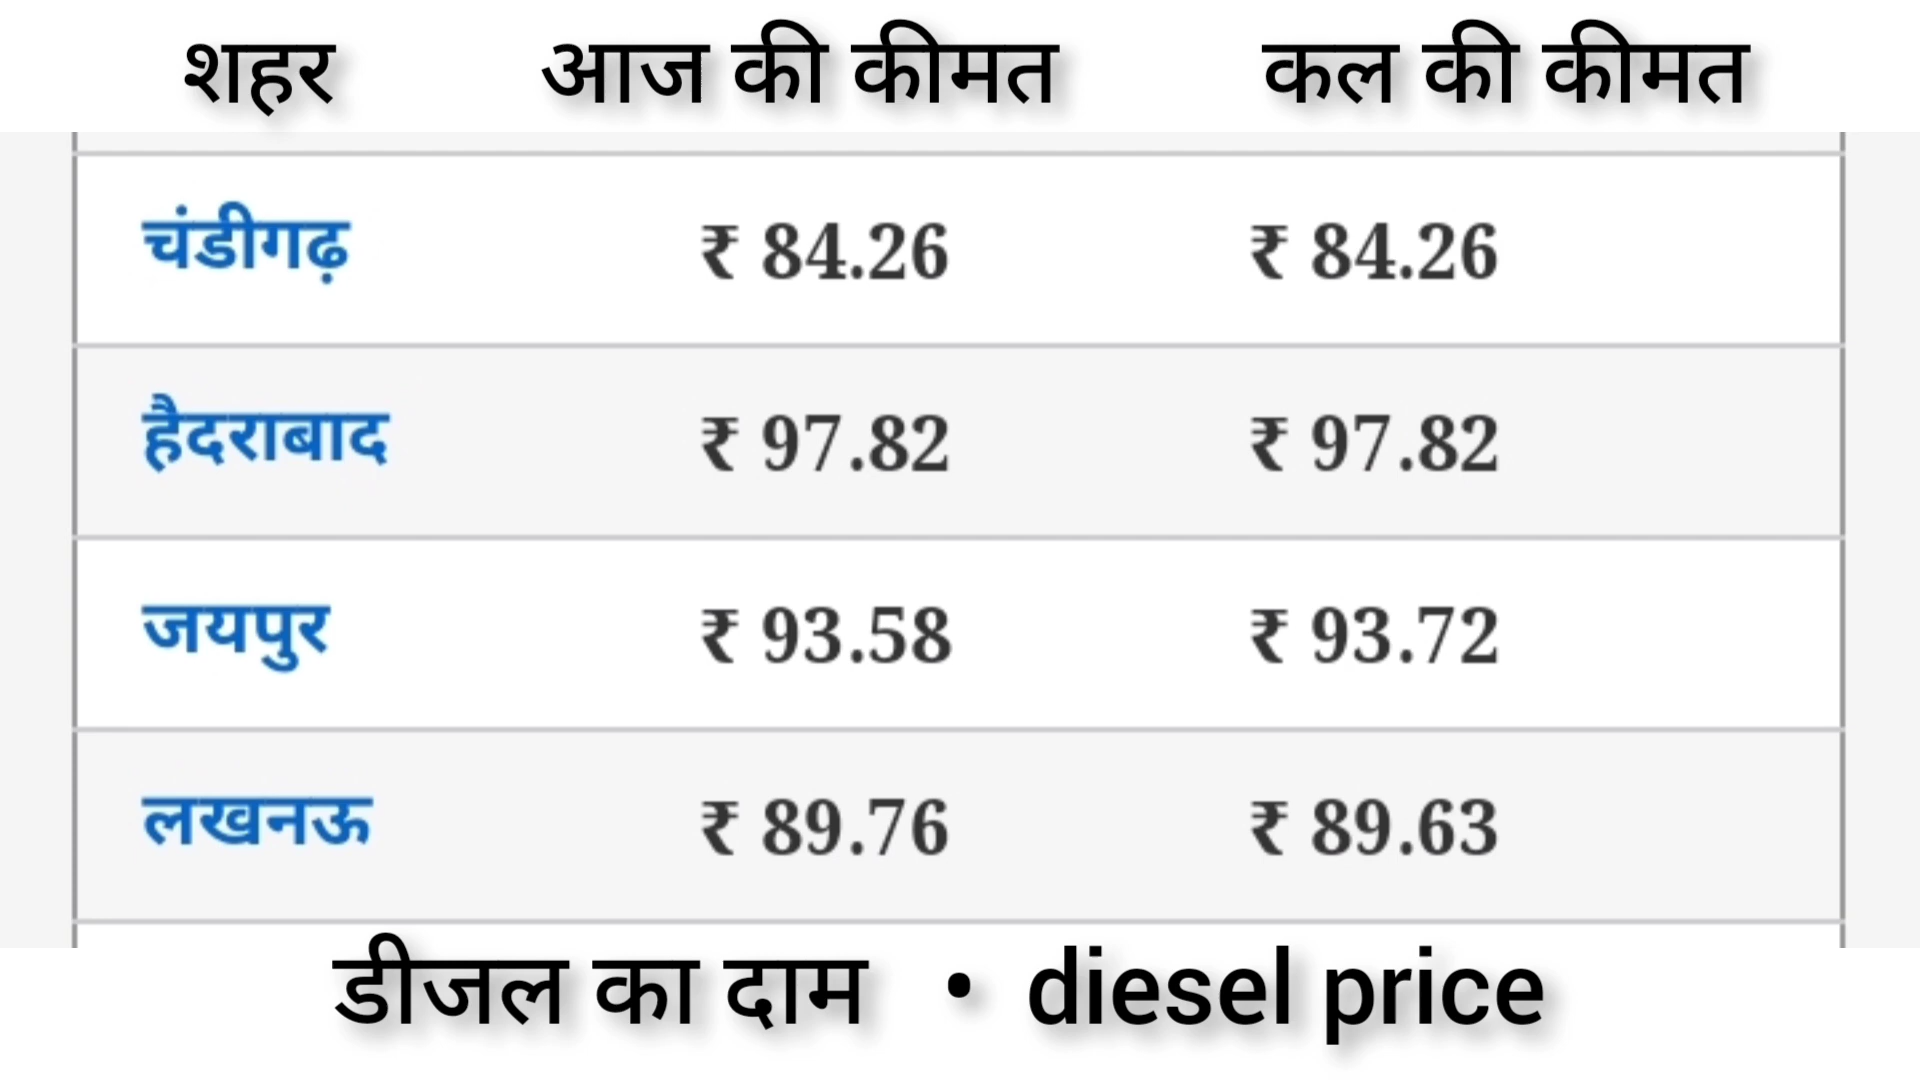 शहर आज की कीमत कल की कीमत
चंडीगढ़ ₹ 84.26 ₹ 84.26
हैदराबाद ₹ 97.82 ₹ 97.82
जयपुर ₹ 93.58 ₹ 93.72
लखनऊ ₹ 89.76 ₹ 89.63
डीजल का दाम • diesel price